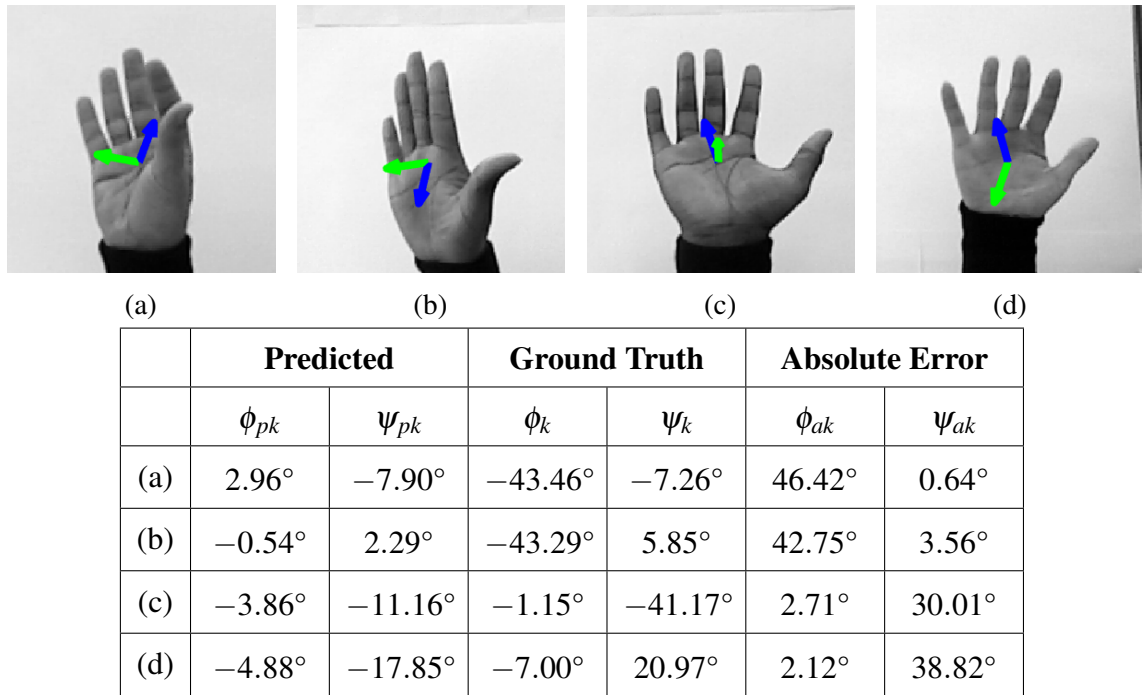 (a) (b) (c) (d)
Predicted Ground Truth Absolute Error
ϕpk ψpk ϕk ψk ϕak ψak
(a) 2.96° −7.90° −43.46° −7.26° 46.42° 0.64°
(b) −0.54° 2.29° −43.29° 5.85° 42.75° 3.56°
(c) −3.86° −11.16° −1.15° −41.17° 2.71° 30.01°
(d) −4.88° −17.85° −7.00° 20.97° 2.12° 38.82°